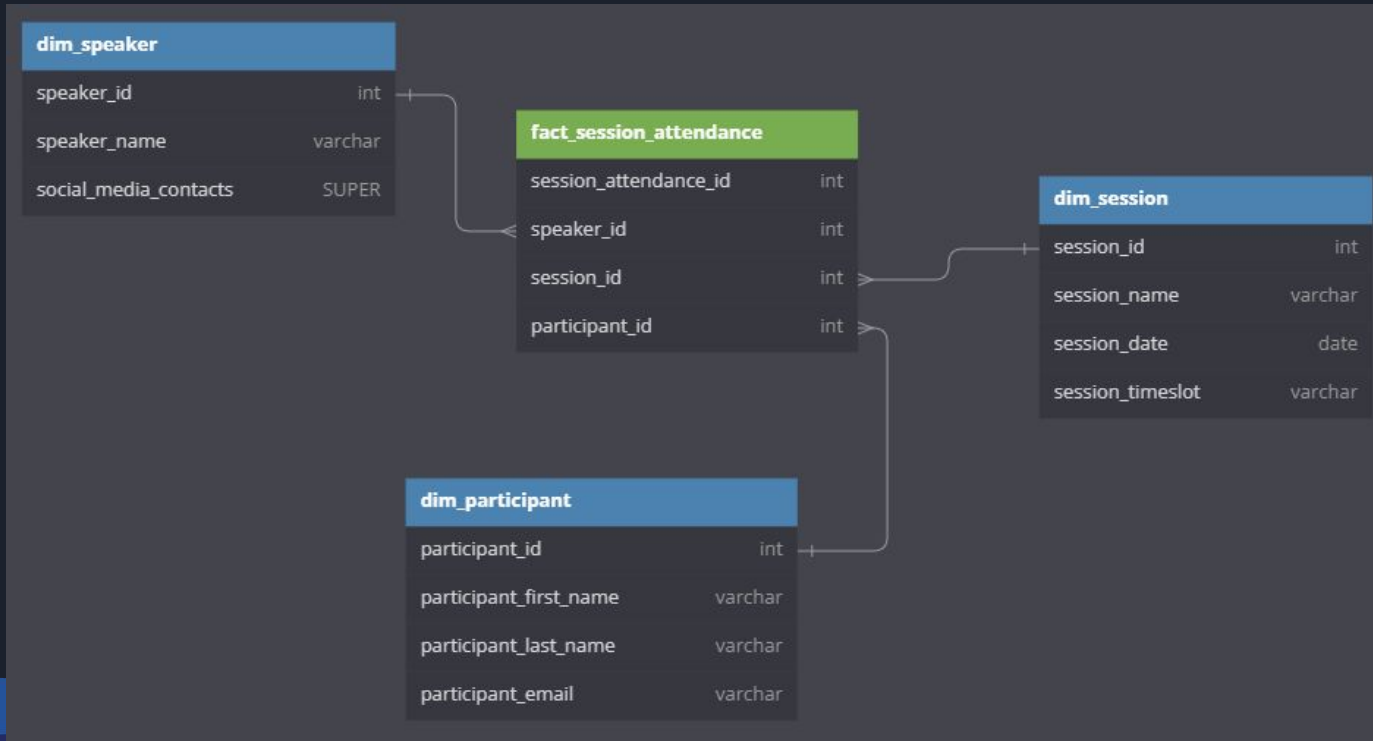 dim_speaker
speaker_id int
speaker_name varchar
social_media_contacts SUPER
fact_session_attendance
session_attendance_id int
speaker_id int
session_id int
participant_id int
dim_session
session_id int
session_name varchar
session_date date
session_timeslot varchar
dim_participant
participant_id int
participant_first_name varchar
participant_last_name varchar
participant_email varchar